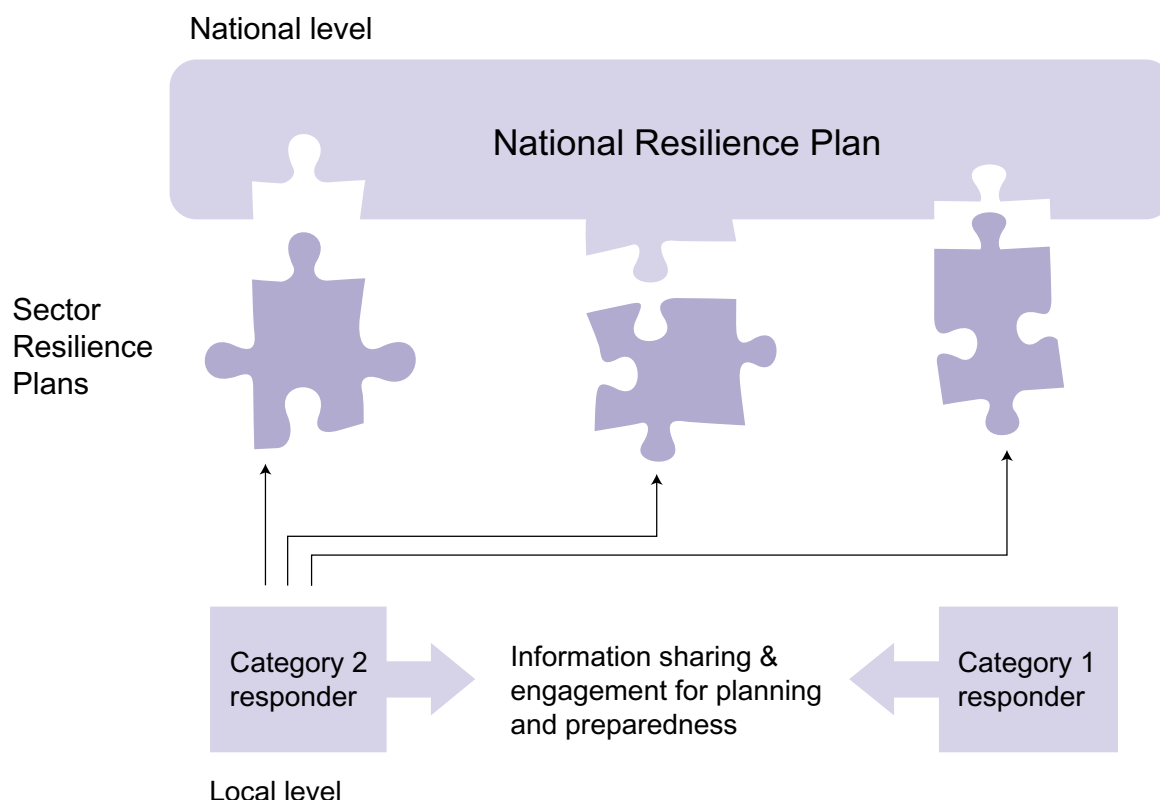 National level
National Resilience Plan
Sector
Resilience
Plans
Category 2
responder
Information sharing &
engagement for planning
and preparedness
Category 1
responder
Local level